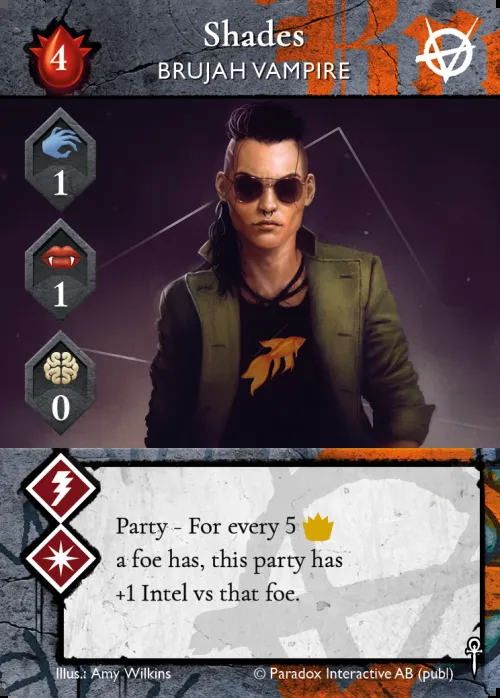 4
Shades
BRUJAH VAMPIRE
1
1
0
Party - For every 5
a foe has, this party has
+1 Intel vs that foe.
Illus.: Amy Wilkins © Paradox Interactive AB (publ)